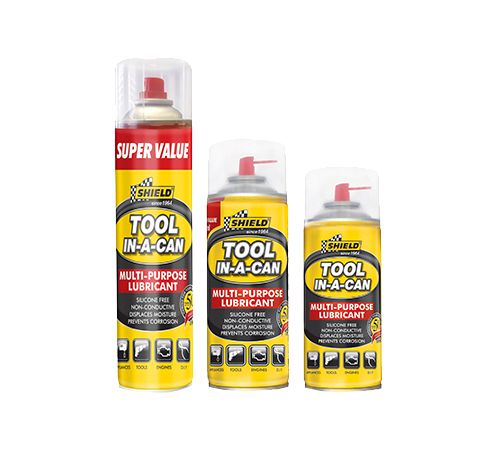 SUPER VALUE
SHIELD
since 1964
TOOL
IN-A-CAN
MULTI-PURPOSE
LUBRICANT
SILICONE FREE
NON-CONDUCTIVE
DISPLACES MOISTURE
PREVENTS CORROSION
TOOLS
ENGINES
SHIELD
since 1964
TOOL
IN-A-CAN
MULTI-PURPOSE
LUBRICANT
SILICONE FREE
NON-CONDUCTIVE
DISPLACES MOISTURE
PREVENTS CORROSION
TOOLS
ENGINES
SHIELD
since 1964
TOOL
IN-A-CAN
MULTI-PURPOSE
LUBRICANT
SILICONE FREE
NON-CONDUCTIVE
DISPLACES MOISTURE
PREVENTS CORROSION
TOOLS
ENGINES